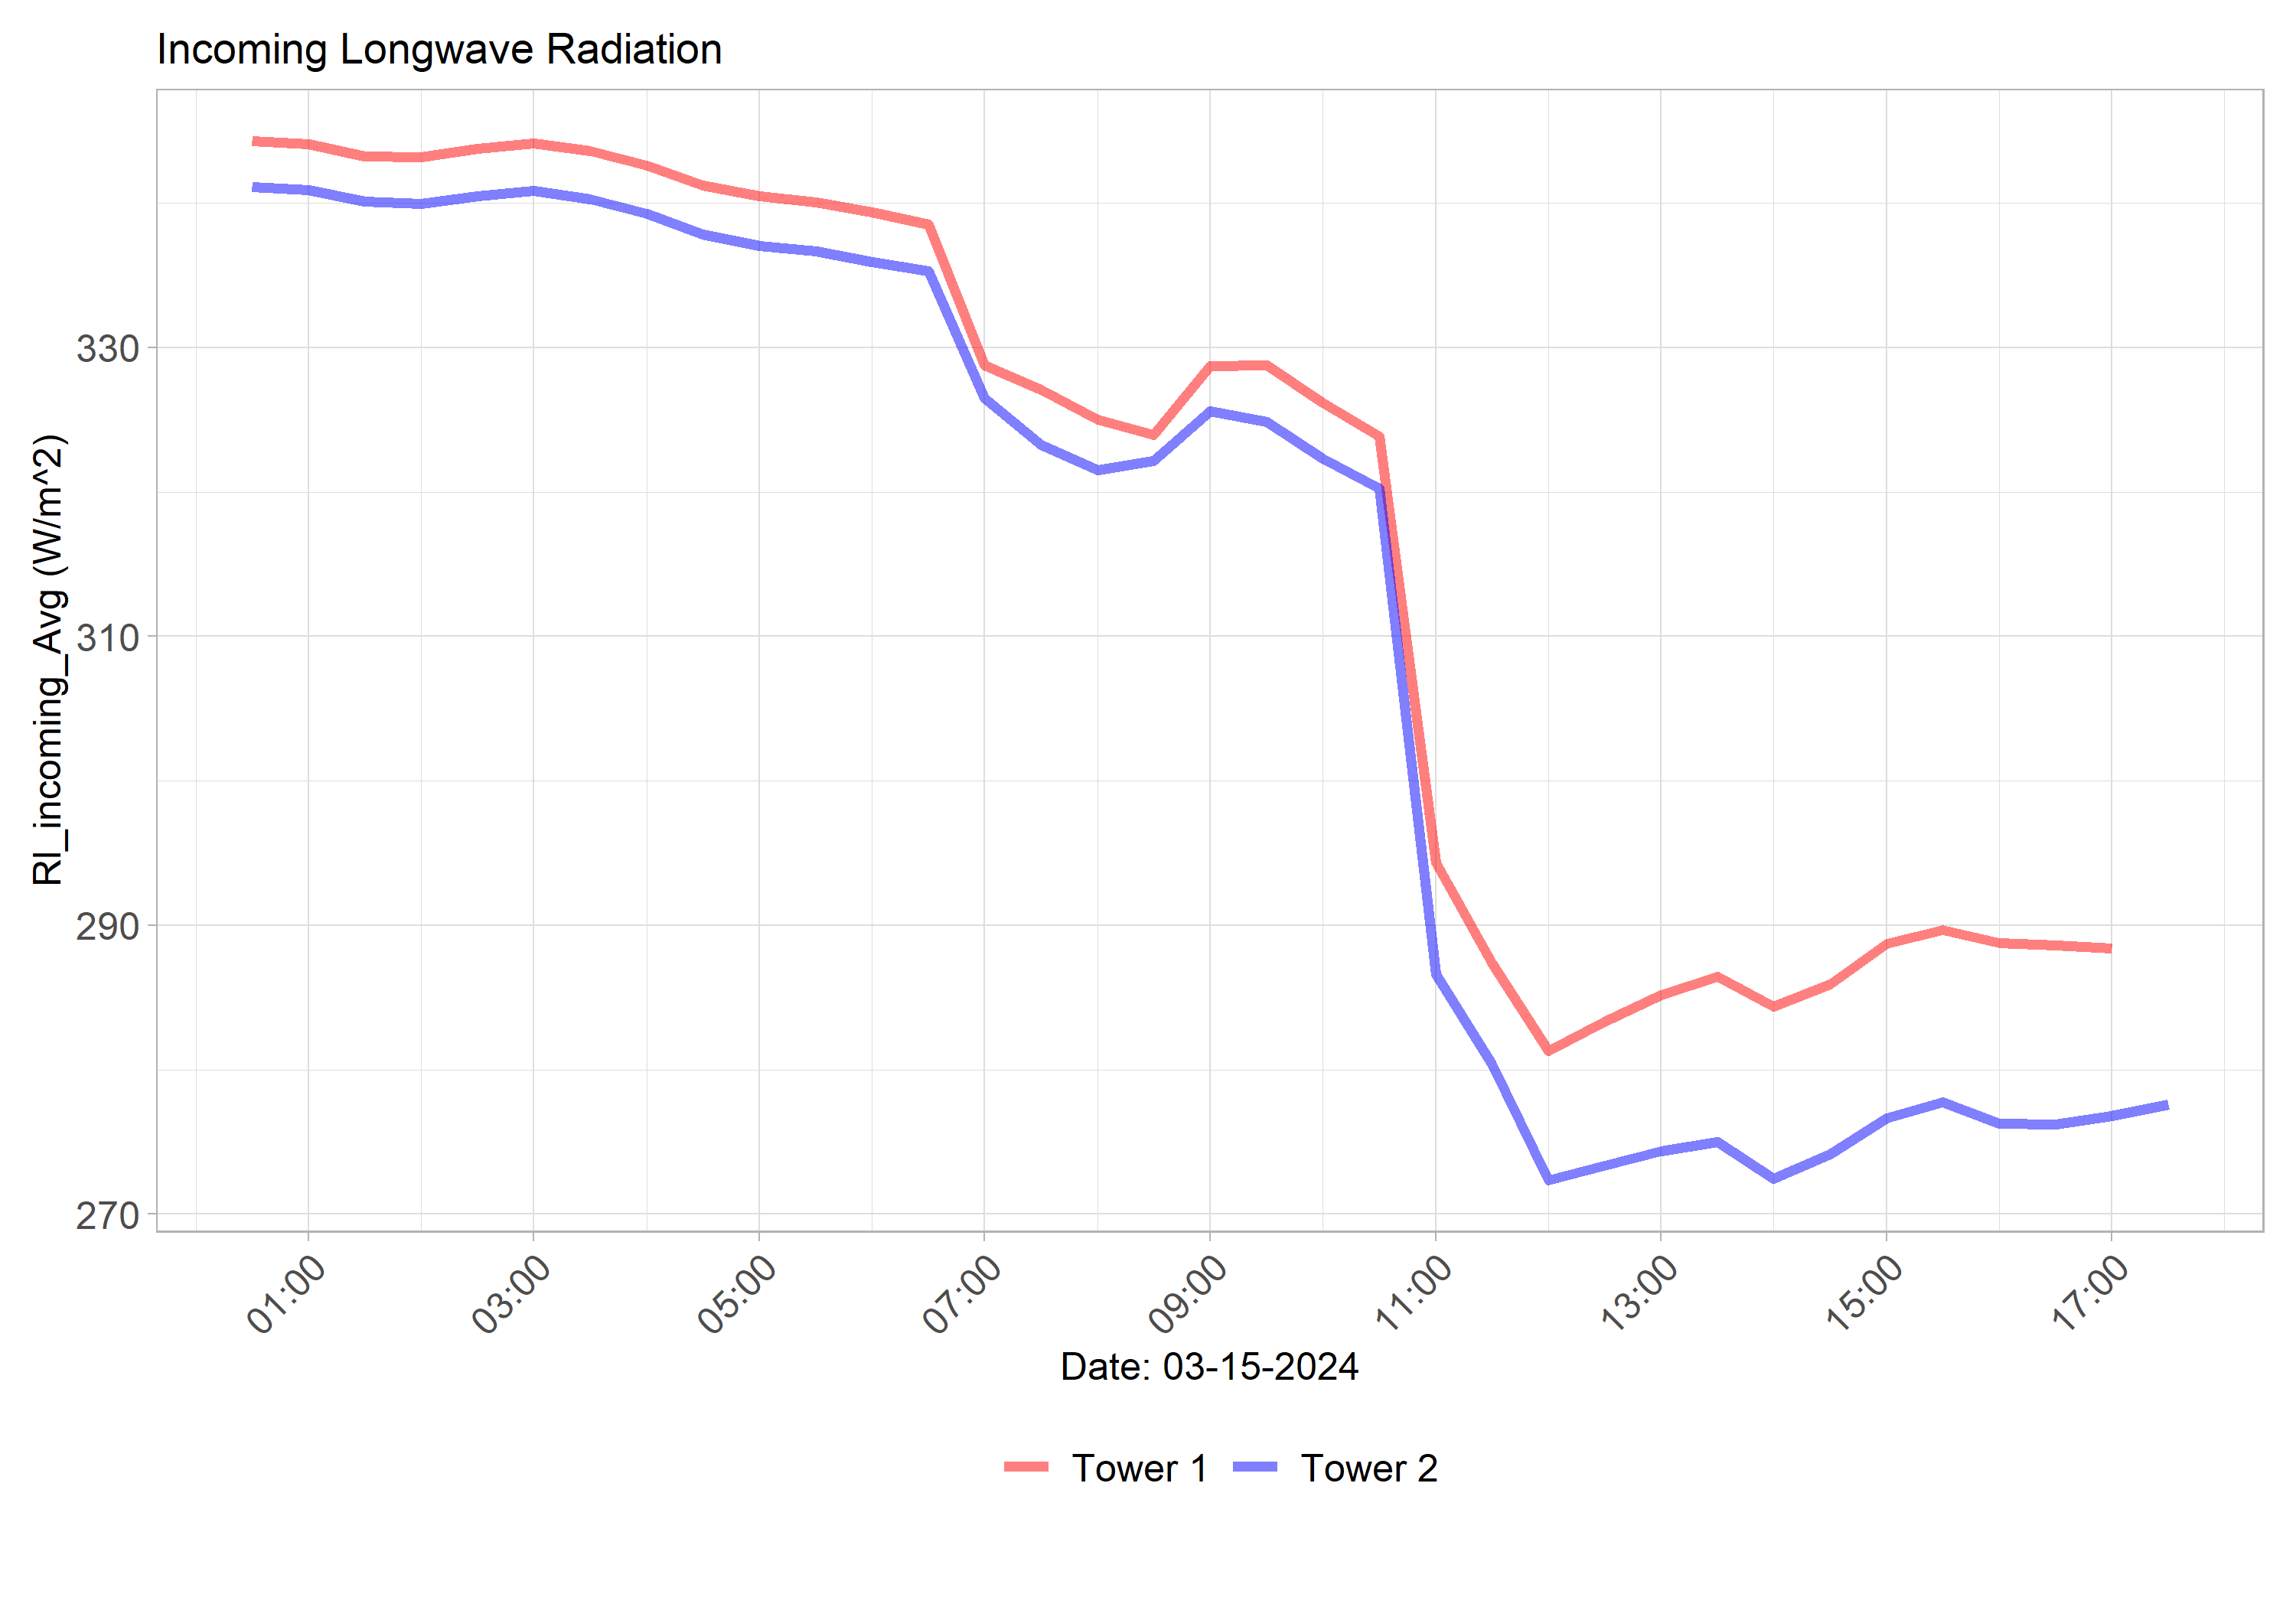 Incoming Longwave Radiation
Rl_incoming_Avg (W/m^2)
330
310
290
270
01:00 03:00 05:00 07:00 09:00 11:00 13:00 15:00 17:00
Date: 03-15-2024
Tower 1 Tower 2